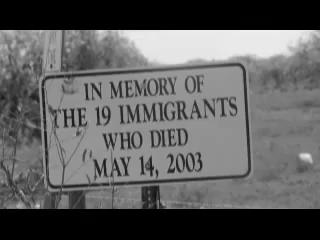 IN MEMORY OF
THE 19 IMMIGRANTS
WHO DIED
MAY 14, 2003